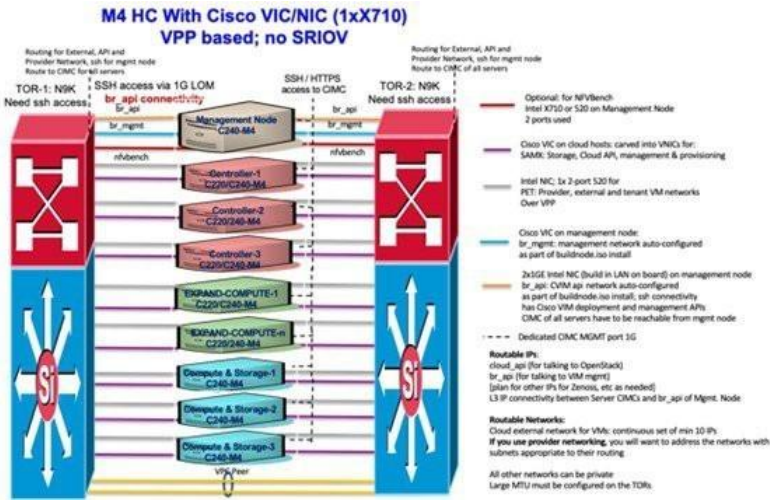 M4 HC With Cisco VIC/NIC (1xX710)
VPP based; no SRIOV
Routing for External, API and
Provider Network, ssh for mgmt node
Route to CIMC for all servers
Routing for External, API and
Provider Network, ssh for mgmt node
Route to CIMC of all servers
TOR-1: N9K
Need ssh access
SSH access via 1G LOM
br_api connectivity
SSH / HTTPS
access to CIMC
TOR-2: N9K
Need ssh access
br_api
br_mgmt
nfvbench
Management Node
C240-M4
br_api
br_mgmt
nfvbench
Controller-1
C220/C240-M4
Controller-2
C220/240-M4
Controller-3
C220/C240-M4
EXPAND-COMPUTE-1
C220/C240-M4
EXPAND-COMPUTE-n
C220/240-M4
Compute & Storage-1
C240-M4
Compute & Storage-2
C240-M4
Compute & Storage-3
C240-M4
VPC Peer
Si
Si
Optional: for NFVBench
Intel X710 or 520 on Management Node
2 ports used
Cisco VIC on cloud hosts: carved into VNICs for:
SAMX: Storage, Cloud API, management & provisioning
Intel NIC; 1x 2-port 520 for
PET: Provider, external and tenant VM networks
Over VPP
Cisco VIC on management node:
br_mgmt: management network auto-configured
as part of buildnode.iso install
2x1GE Intel NIC (build in LAN on board) on management node
br_api: CVIM api network auto-configured
as part of buildnode.iso install; ssh connectivity
has Cisco VIM deployment and management APIs
CIMC of all servers have to be reachable from mgmt node
Dedicated CIMC MGMT port 1G
Routable IPs:
cloud_api (for talking to OpenStack)
br_api (for talking to VIM mgmt)
[plan for other IPs for Zenoss, etc as needed]
L3 IP connectivity between Server CIMCs and br_api of Mgmt. Node
Routable Networks:
Cloud external network for VMs: continuous set of min 10 IPs
If you use provider networking, you will want to address the networks with
subnets appropriate to their routing
All other networks can be private
Large MTU must be configured on the TORs